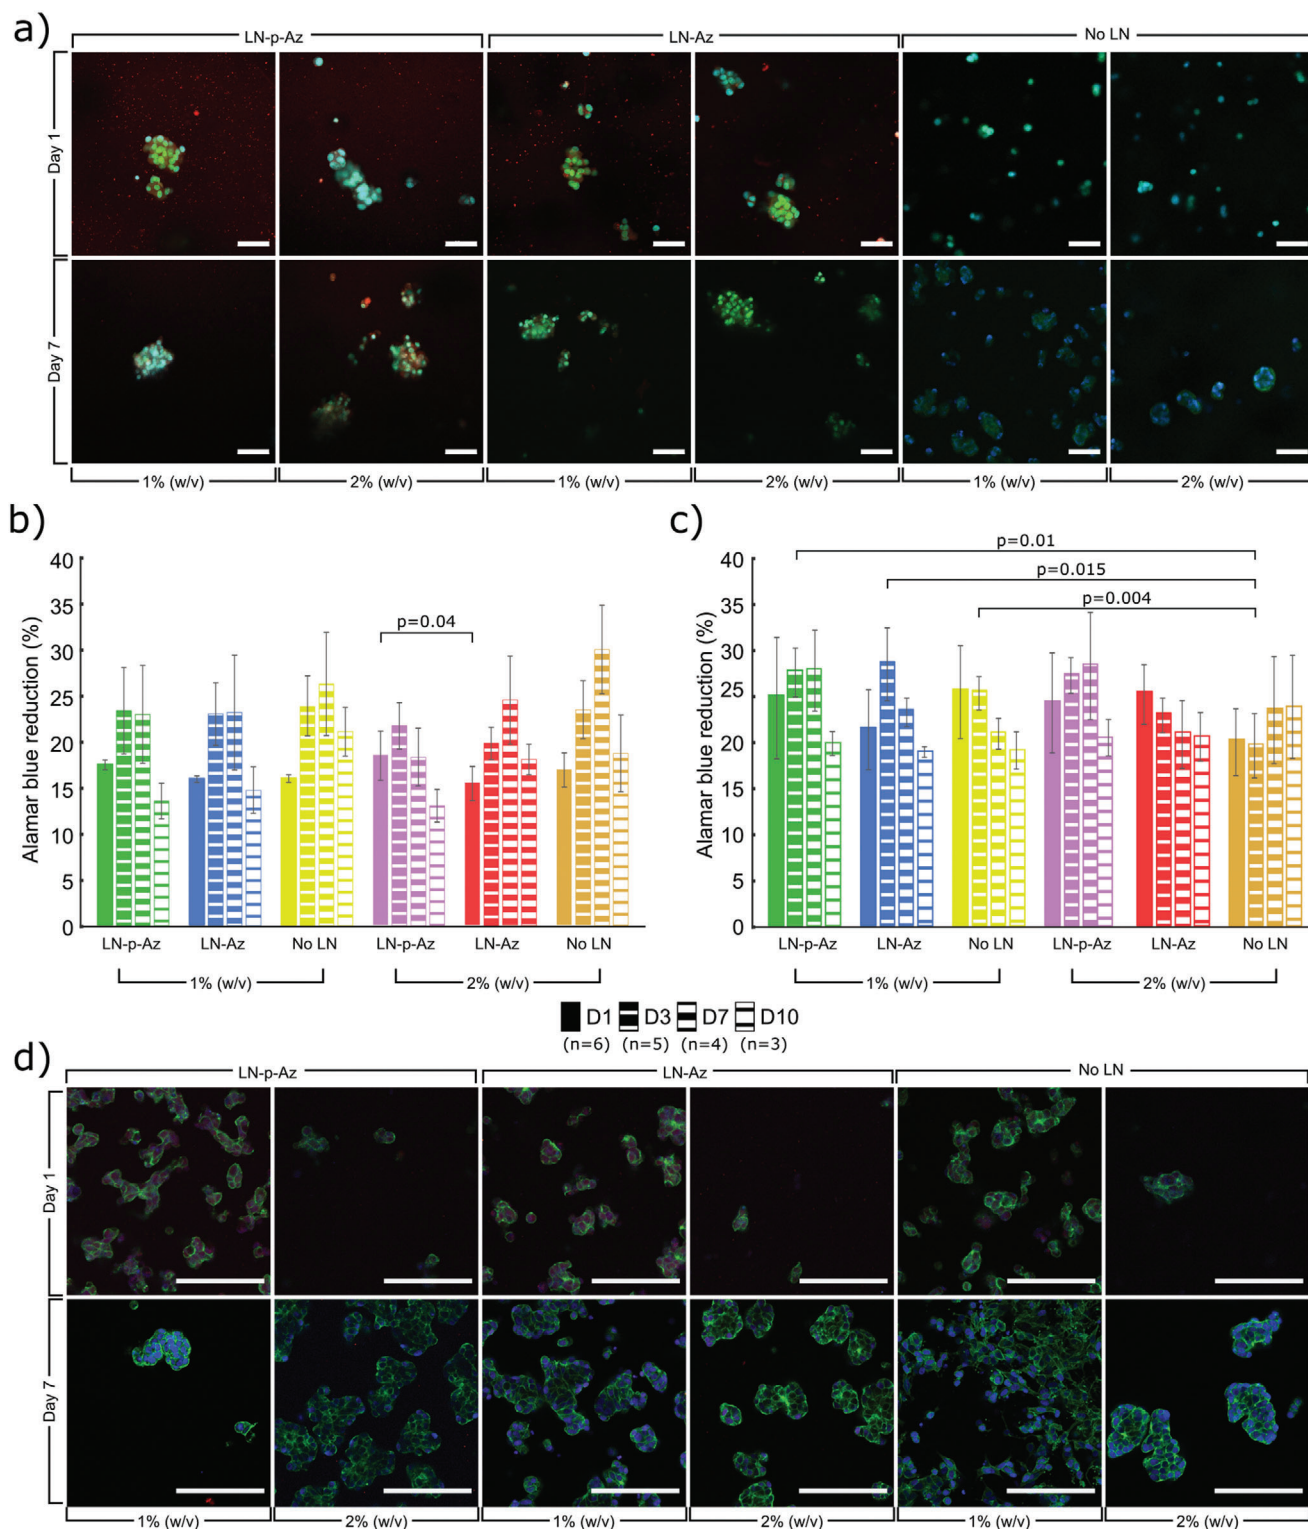 a)
LN-p-Az
LN-Az
No LN
Day 1
Day 7
1% (w/v)
2% (w/v)
1% (w/v)
2% (w/v)
1% (w/v)
2% (w/v)
b)
Alamar blue reduction (%)
40
35
30
25
20
15
10
5
0
p=0.04
LN-p-Az
LN-Az
No LN
LN-p-Az
LN-Az
No LN
1% (w/v)
2% (w/v)
c)
Alamar blue reduction (%)
40
35
30
25
20
15
10
5
0
p=0.01
p=0.015
p=0.004
LN-p-Az
LN-Az
No LN
LN-p-Az
LN-Az
No LN
1% (w/v)
2% (w/v)
D1 D3 D7 D10
(n=6) (n=5) (n=4) (n=3)
d)
LN-p-Az
LN-Az
No LN
Day 1
Day 7
1% (w/v)
2% (w/v)
1% (w/v)
2% (w/v)
1% (w/v)
2% (w/v)